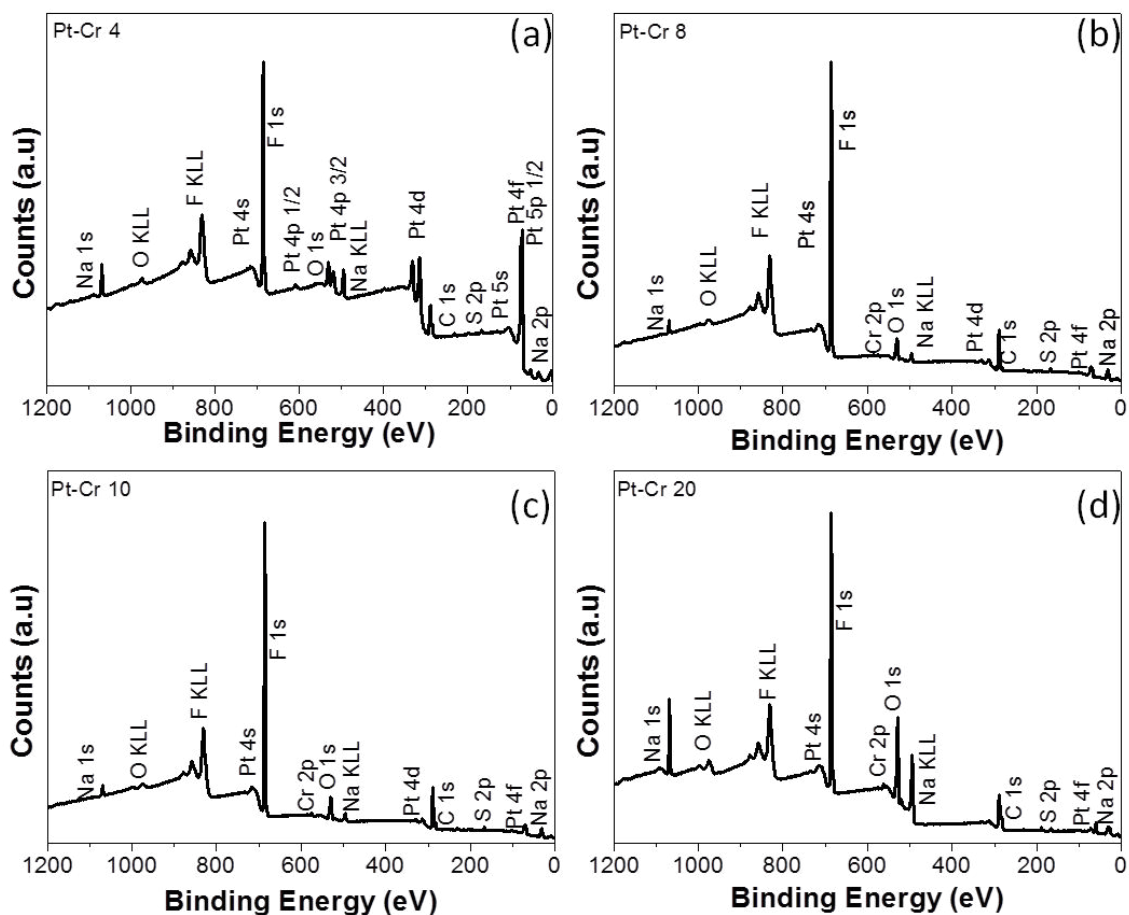 Pt-Cr 4
(a)
Counts (a.u)
Na 1s
O KLL
F KLL
Pt 4s
F 1s
Pt 4p 1/2
O 1s
Pt 4p 3/2
Na KLL
Pt 4d
C 1s
S 2p
Pt 5s
Pt 4f
Pt 5p 1/2
Na 2p
1200 1000 800 600 400 200 0
Binding Energy (eV)
Pt-Cr 8
(b)
Counts (a.u)
Na 1s
O KLL
F KLL
Pt 4s
F 1s
Cr 2p
O 1s
Na KLL
Pt 4d
C 1s
S 2p
Pt 4f
Na 2p
1200 1000 800 600 400 200 0
Binding Energy (eV)
Pt-Cr 10
(c)
Counts (a.u)
Na 1s
O KLL
F KLL
Pt 4s
F 1s
Cr 2p
O 1s
Na KLL
Pt 4d
C 1s
S 2p
Pt 4f
Na 2p
1200 1000 800 600 400 200 0
Binding Energy (eV)
Pt-Cr 20
(d)
Counts (a.u)
Na 1s
O KLL
F KLL
Pt 4s
F 1s
Cr 2p
O 1s
Na KLL
C 1s
S 2p
Pt 4f
Na 2p
1200 1000 800 600 400 200 0
Binding Energy (eV)